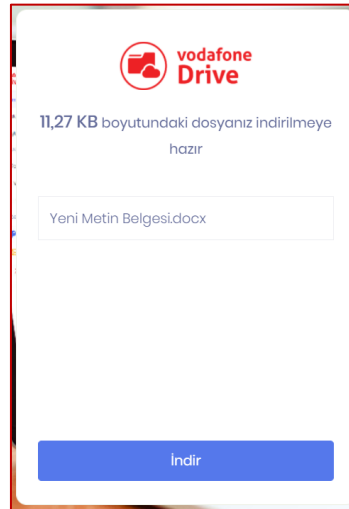 vodafone
Drive
11,27 KB boyutundaki dosyanız indirilmeye
hazır
Yeni Metin Belgesi.docx
İndir